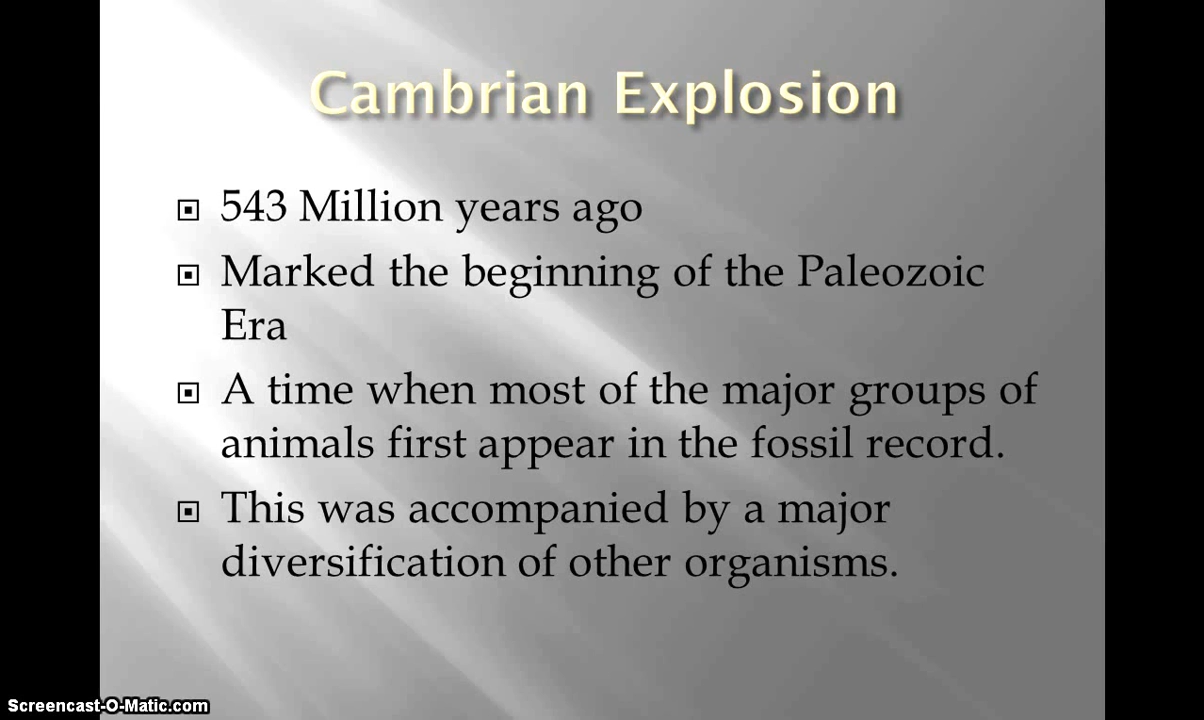 Cambrian Explosion
543 Million years ago
Marked the beginning of the Paleozoic
Era
A time when most of the major groups of
animals first appear in the fossil record.
This was accompanied by a major
diversification of other organisms.
Screencast-O-Matic.com